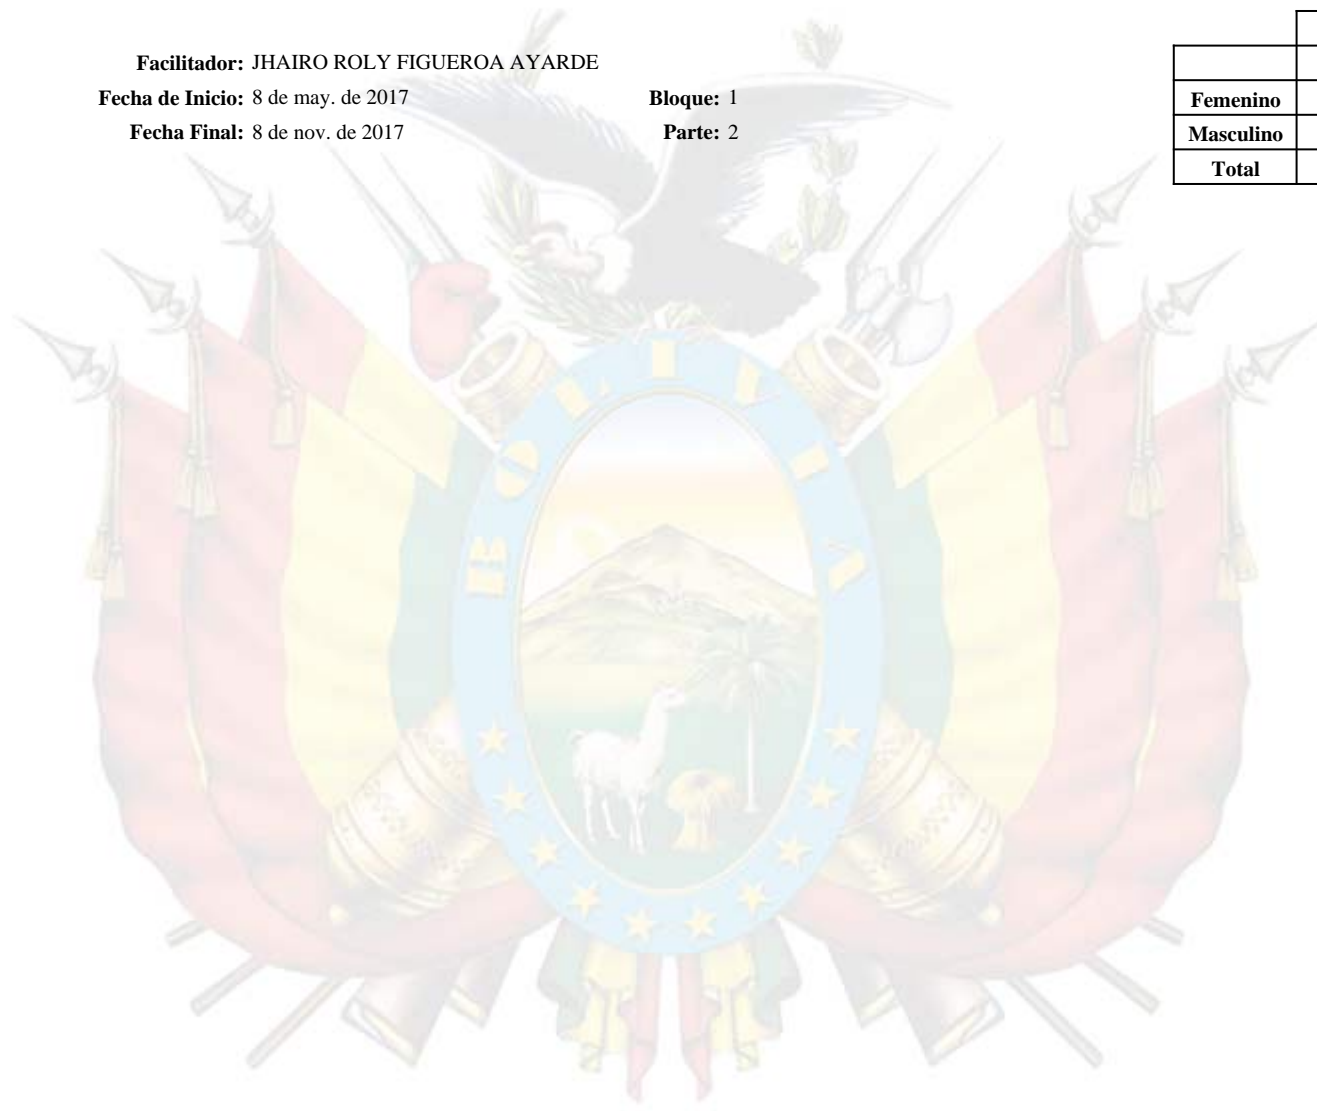 Facilitador: JHAIRO ROLY FIGUEROA AYARDE
Fecha de Inicio: 8 de may. de 2017 Bloque: 1
Fecha Final: 8 de nov. de 2017 Parte: 2
Femenino
Masculino
Total
BOLIVIA